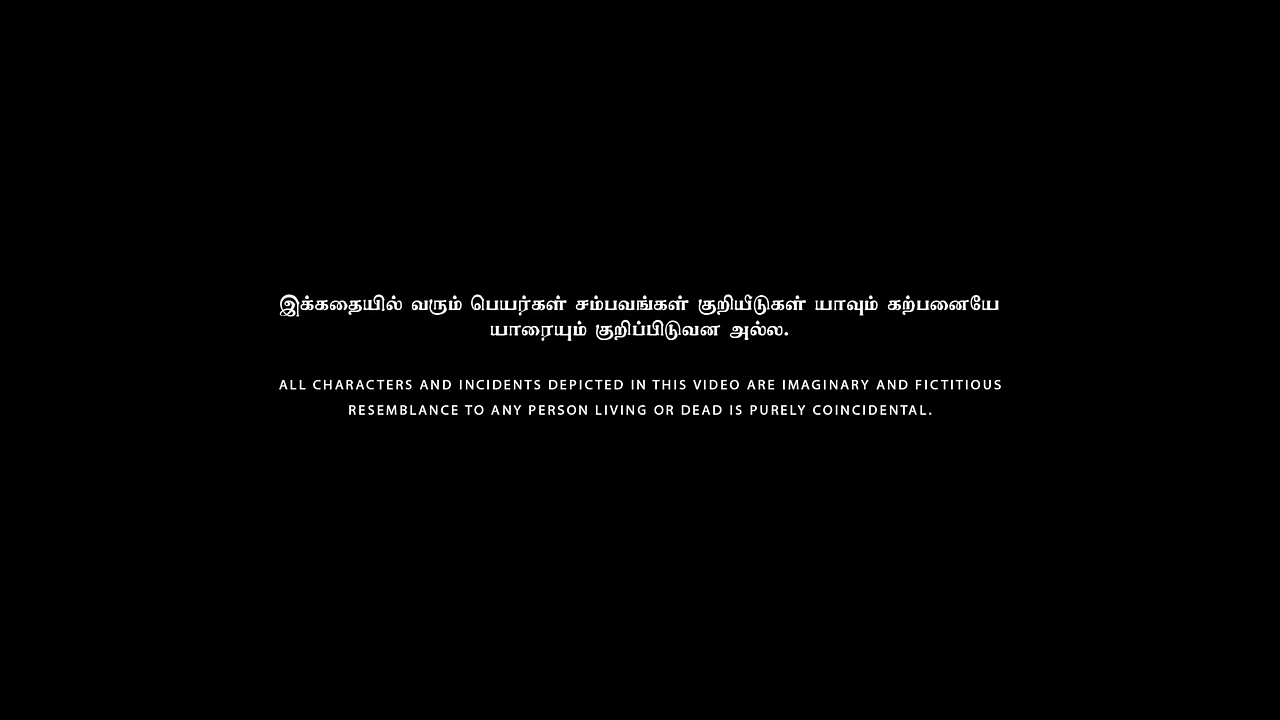 இக்கதையில் வரும் பெயர்கள் சம்பவங்கள் குறியீடுகள் யாவும் கற்பனையே
யாரையும் குறிப்பிடுவன அல்ல.
ALL CHARACTERS AND INCIDENTS DEPICTED IN THIS VIDEO ARE IMAGINARY AND FICTITIOUS
RESEMBLANCE TO ANY PERSON LIVING OR DEAD IS PURELY COINCIDENTAL.